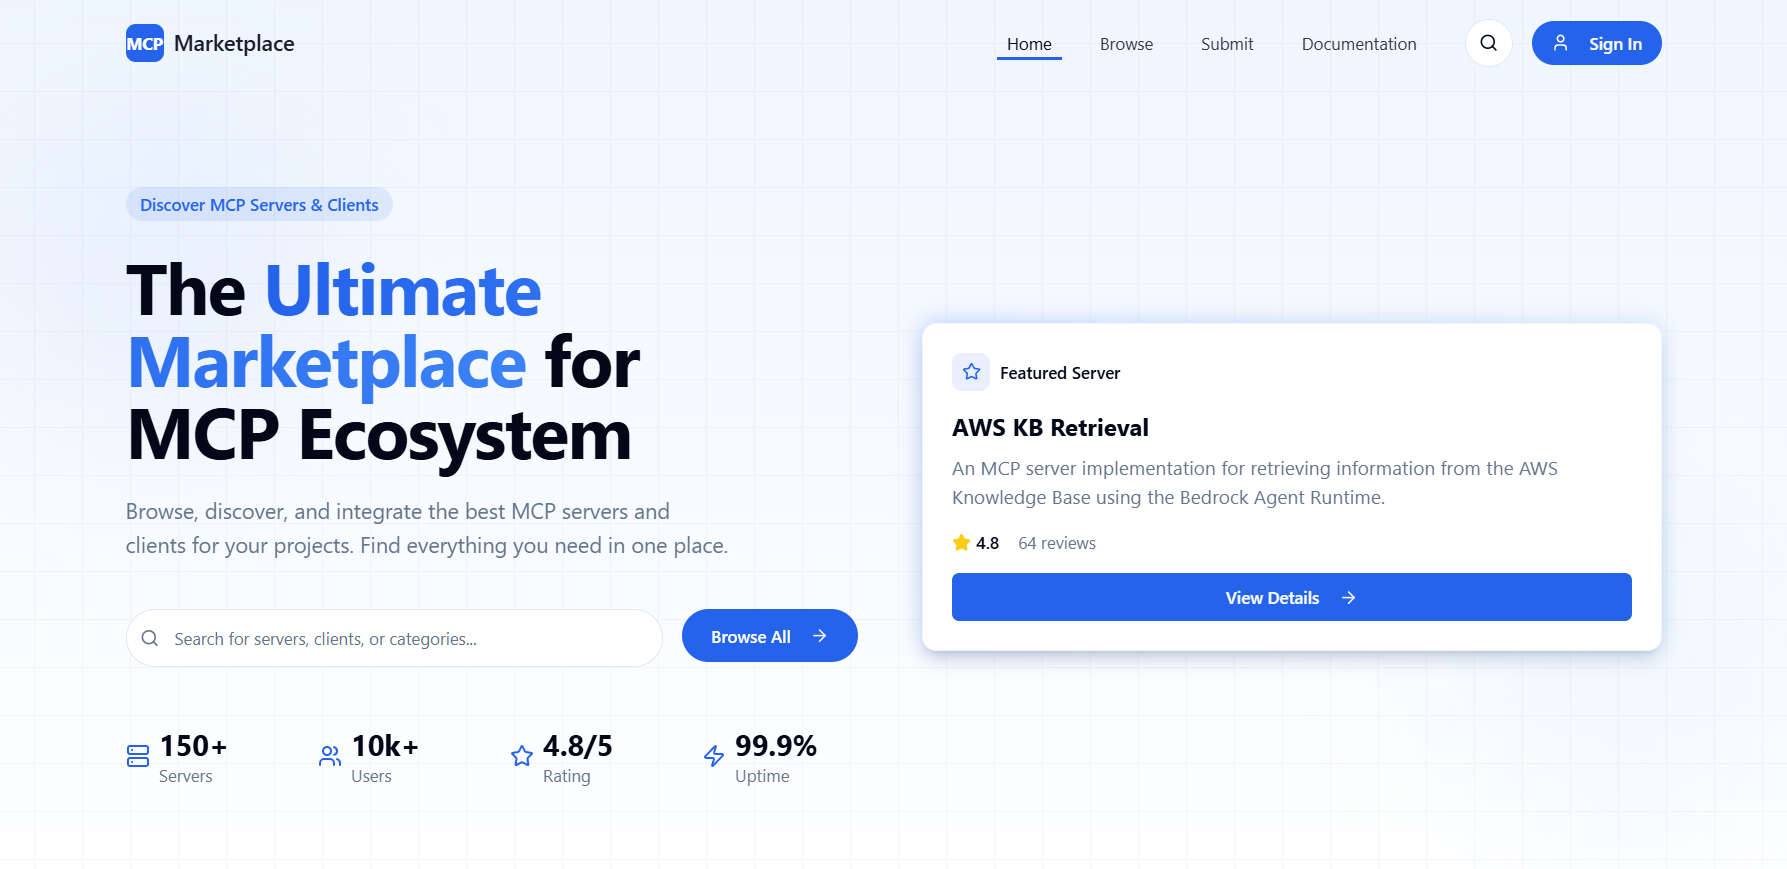 MCP Marketplace
Home Browse Submit Documentation Sign In
Discover MCP Servers & Clients
The Ultimate
Marketplace for
MCP Ecosystem
Browse, discover, and integrate the best MCP servers and
clients for your projects. Find everything you need in one place.
Search for servers, clients, or categories...
Browse All
150+
Servers
10k+
Users
4.8/5
Rating
99.9%
Uptime
Featured Server
AWS KB Retrieval
An MCP server implementation for retrieving information from the AWS
Knowledge Base using the Bedrock Agent Runtime.
4.8 64 reviews
View Details